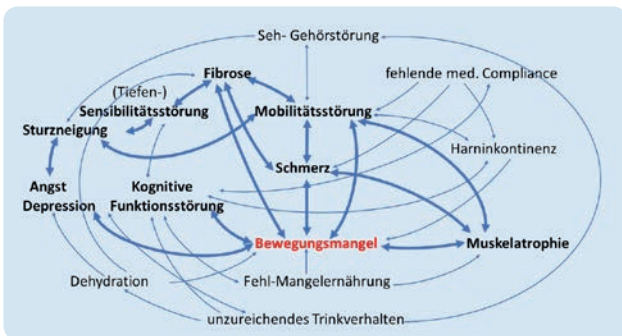 Seh- Gehörstörung
Fibrose
fehlende med. Compliance
(Tiefen-)
Sensibilitätsstörung
Mobilitätsstörung
Sturzneigung
Harninkontinenz
Schmerz
Angst
Depression
Kognitive
Funktionsstörung
Bewegungsmangel
Muskelatrophie
Dehydration
Fehl-Mangelernährung
unzureichendes Trinkverhalten